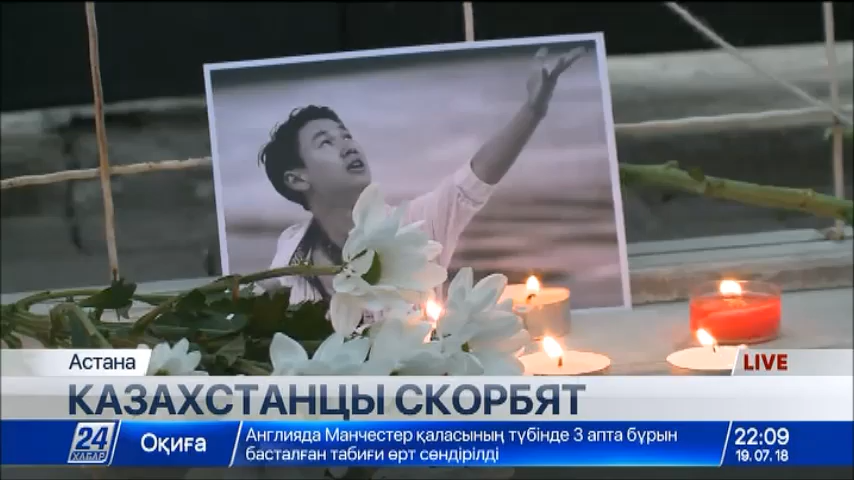 Астана
LIVE
КАЗАХСТАНЦЫ СКОРБЯТ
24
ХАБАР
Оқиға
Англияда Манчестер қаласының түбінде 3 апта бұрын
басталған табиғи өрт сөндірілді
22:09
19.07.18